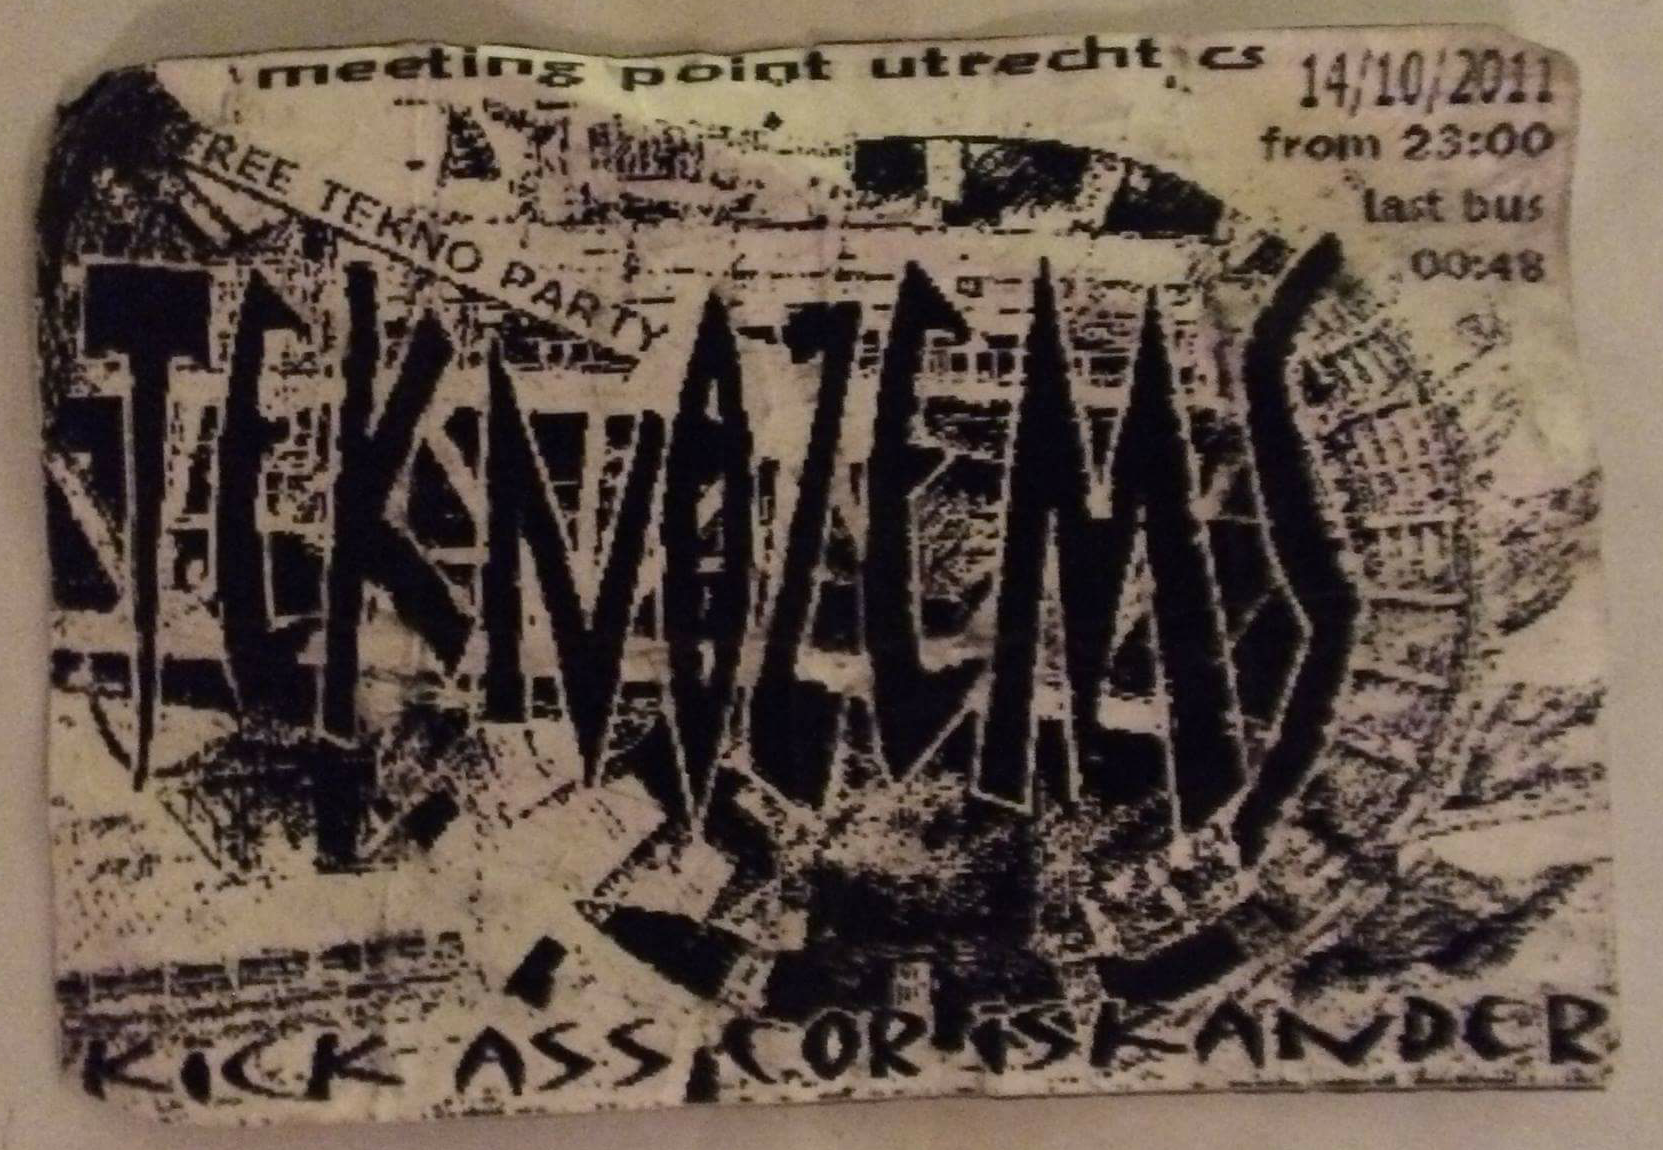 meeting point utrecht cs
14/10/2011
from 23:00
last bus
00:48
FREE TEKNO PARTY
TEKNOZEMS
KICK ASS COR ISKANDER